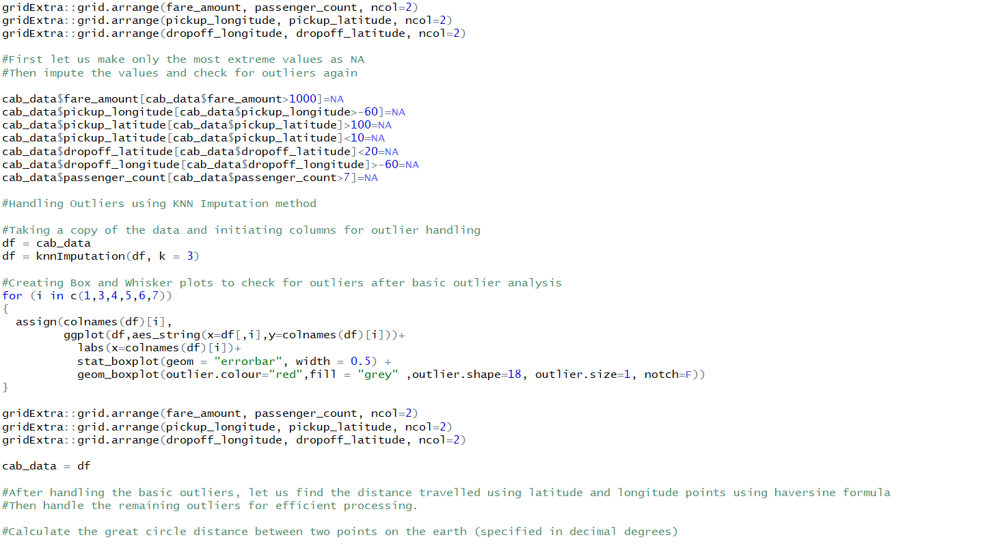 gridExtra::grid.arrange(fare_amount, passenger_count, ncol=2)
gridExtra::grid.arrange(pickup_longitude, pickup_latitude, ncol=2)
gridExtra::grid.arrange(dropoff_longitude, dropoff_latitude, ncol=2)

#First let us make only the most extreme values as NA
#Then impute the values and check for outliers again

cab_data$fare_amount[cab_data$fare_amount>1000]=NA
cab_data$pickup_longitude[cab_data$pickup_longitude>-60]=NA
cab_data$pickup_latitude[cab_data$pickup_latitude]>100=NA
cab_data$pickup_latitude[cab_data$pickup_latitude]<10=NA
cab_data$dropoff_latitude[cab_data$dropoff_latitude]<20=NA
cab_data$dropoff_longitude[cab_data$dropoff_longitude]>-60=NA
cab_data$passenger_count[cab_data$passenger_count>7]=NA

#Handling Outliers using KNN Imputation method

#Taking a copy of the data and initiating columns for outlier handling
df = cab_data
df = knnImputation(df, k = 3)

#Creating Box and Whisker plots to check for outliers after basic outlier analysis
for (i in c(1,3,4,5,6,7))
{
  assign(colnames(df)[i],
         ggplot(df,aes_string(x=df[,i],y=colnames(df)[i]))+
           labs(x=colnames(df)[i])+
           stat_boxplot(geom = "errorbar", width = 0.5) +
           geom_boxplot(outlier.colour="red",fill = "grey" ,outlier.shape=18, outlier.size=1, notch=F))
}

gridExtra::grid.arrange(fare_amount, passenger_count, ncol=2)
gridExtra::grid.arrange(pickup_longitude, pickup_latitude, ncol=2)
gridExtra::grid.arrange(dropoff_longitude, dropoff_latitude, ncol=2)

cab_data = df

#After handling the basic outliers, let us find the distance travelled using latitude and longitude points using haversine formula
#Then handle the remaining outliers for efficient processing.

#Calculate the great circle distance between two points on the earth (specified in decimal degrees)